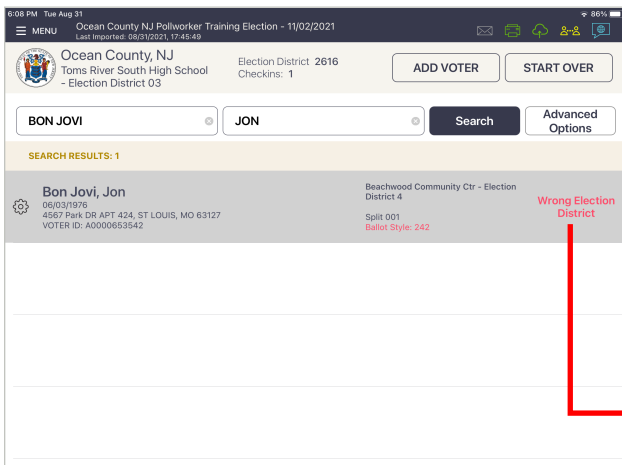 6:08 PM Tue Aug 31
86%
MENU
Ocean County NJ Pollworker Training Election - 11/02/2021
Last Imported: 08/31/2021, 17:45:49
Ocean County, NJ
Toms River South High School
- Election District 03
Election District 2616
Checkins: 1
ADD VOTER
START OVER
BON JOVI
JON
Search
Advanced
Options
SEARCH RESULTS: 1
Bon Jovi, Jon
06/03/1976
4567 Park DR APT 424, ST LOUIS, MO 63127
VOTER ID: A0000653542
Beachwood Community Ctr - Election
District 4
Split 001
Ballot Style: 242
Wrong Election
District